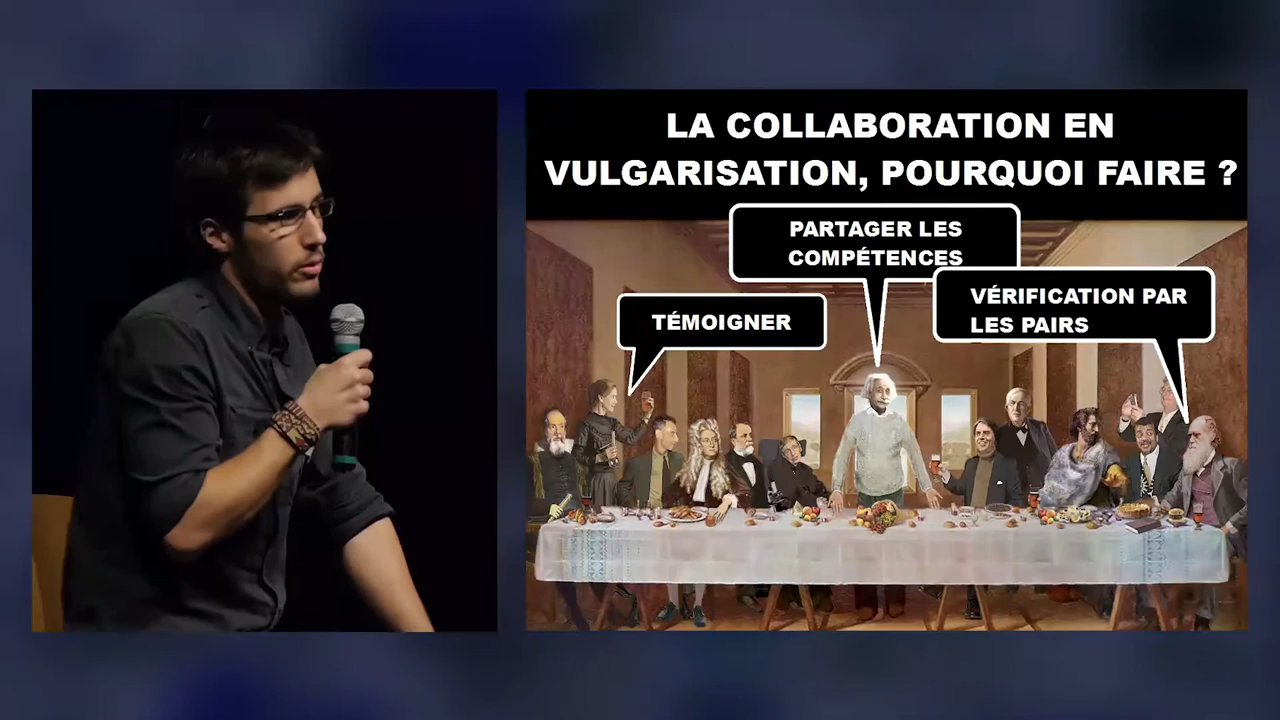 LA COLLABORATION EN
VULGARISATION, POURQUOI FAIRE ?
PARTAGER LES
COMPÉTENCES
VÉRIFICATION PAR
LES PAIRS
TÉMOIGNER